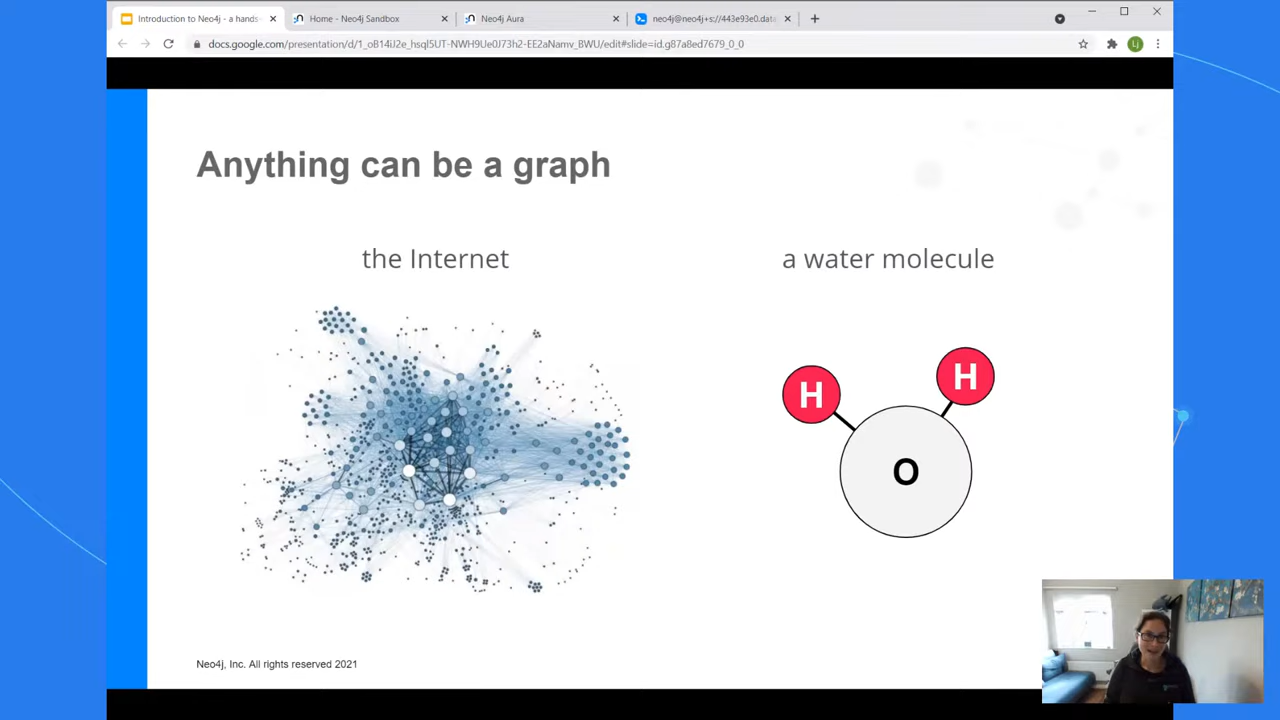 Introduction to Neo4j - a hands-
Home - Neo4j Sandbox
Neo4j Aura
neo4j@neo4j+s://443e93e0.data
docs.google.com/presentation/d/1_oB14iJ2e_hsqI5UT-NWH9Ue0J73h2-EE2aNamv_BWU/edit#slide=id.g87a8ed7679_0_0
Lj
Anything can be a graph
the Internet
a water molecule
H
H
O
Neo4j, Inc. All rights reserved 2021